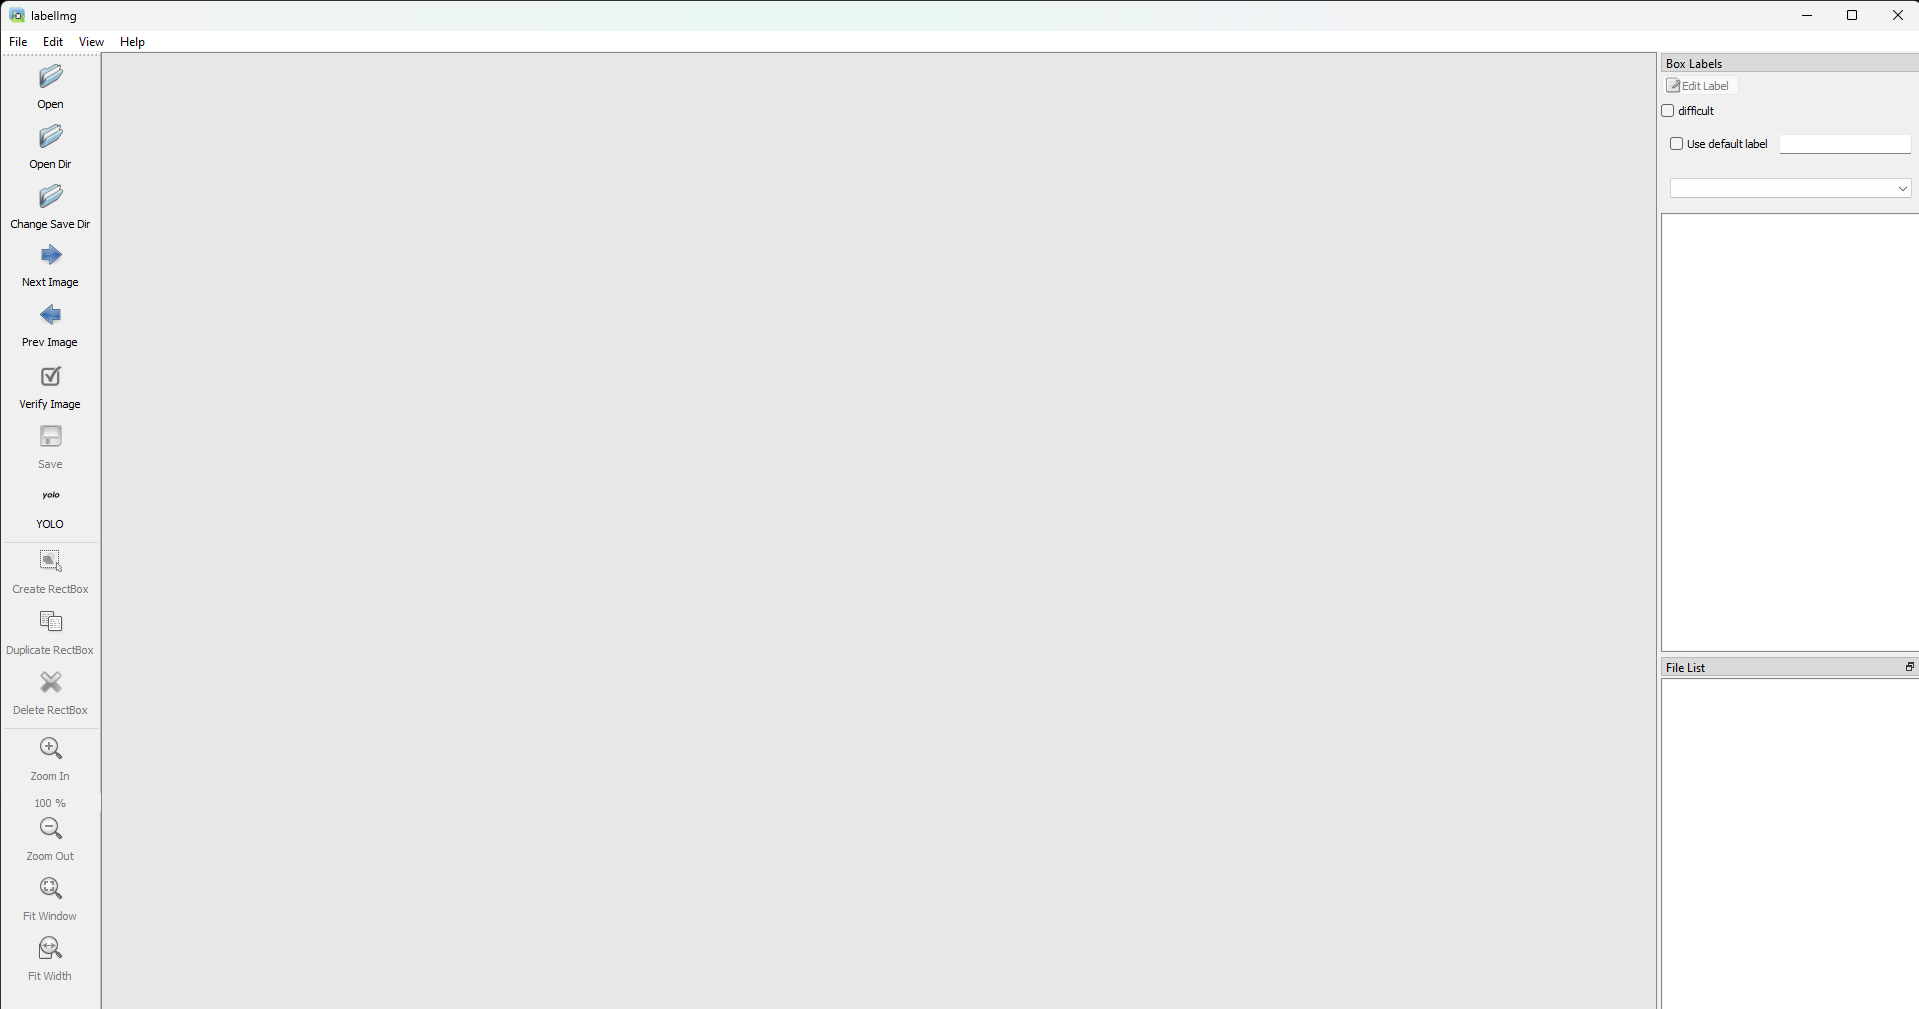 labelImg
File Edit View Help
Open
Open Dir
Change Save Dir
Next Image
Prev Image
Verify Image
Save
yolo
YOLO
Create RectBox
Duplicate RectBox
Delete RectBox
Zoom In
100 %
Zoom Out
Fit Window
Fit Width
Box Labels
Edit Label
difficult
Use default label
File List